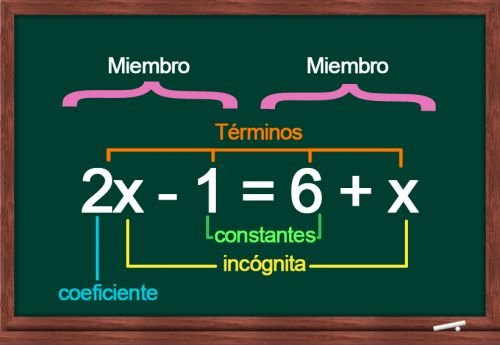 Miembro Miembro
Términos
2x - 1 = 6 + x
constantes
incógnita
coeficiente